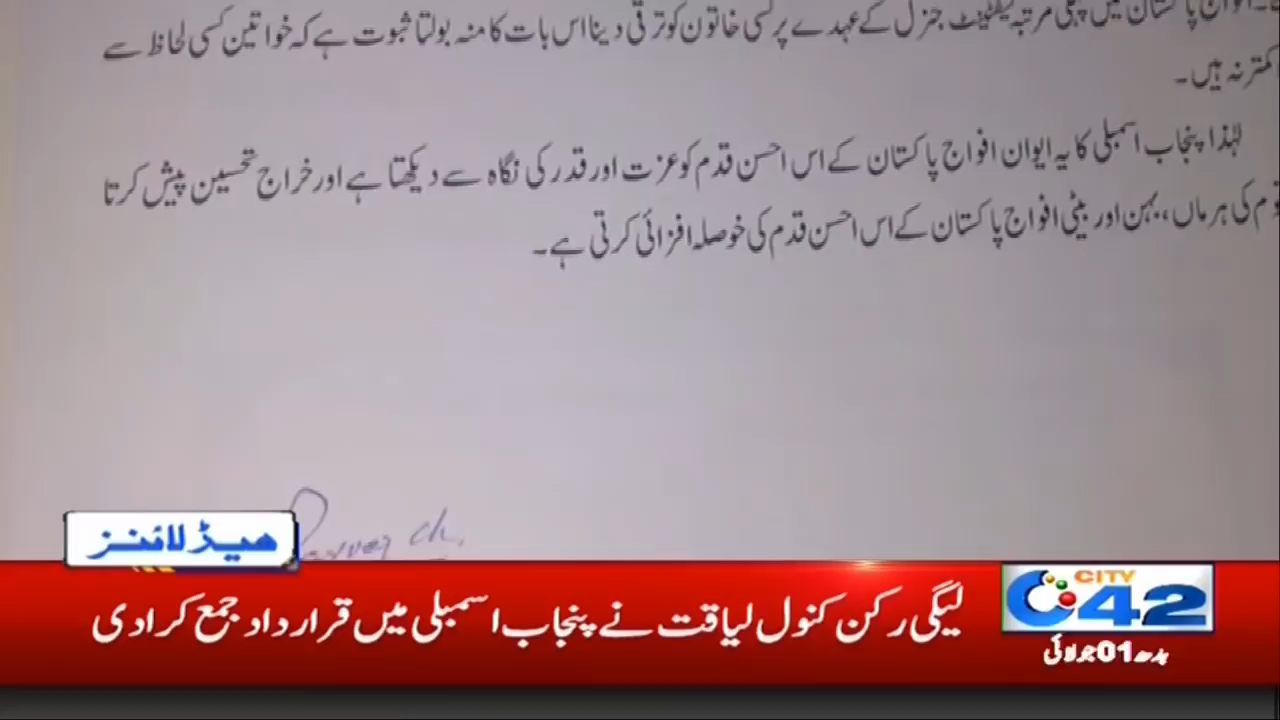 افواج پاکستان میں پہلی مرتبہ لیفٹیننٹ جنرل کے عہدے پر کسی خاتون کو ترقی دینا اس بات کا منہ بولتا ثبوت ہے کہ خواتین کسی لحاظ سے
کمتر نہ ہیں۔
لہٰذا پنجاب اسمبلی کا یہ ایوان افواج پاکستان کے اس احسن قدم کو عزت اور قدر کی نگاہ سے دیکھتا ہے اور خراج تحسین پیش کرتا
قوم کی ہر ماں، بہن اور بیٹی افواج پاکستان کے اس احسن قدم کی حوصلہ افزائی کرتی ہے۔
ch.
ھیڈلائنز
CITY
42
لیگی رکن کنول لیاقت نے پنجاب اسمبلی میں قرارداد جمع کرادی
بدھ 01 جولائی